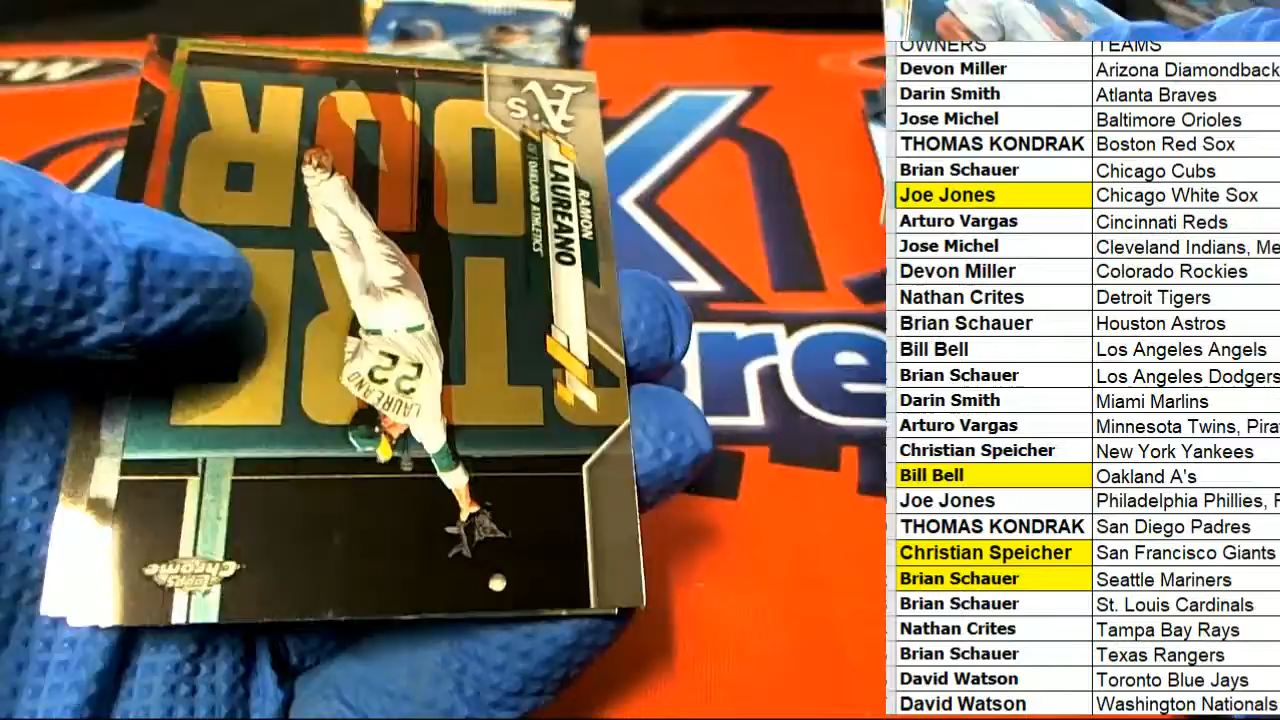 A's
RAMON
LAUREANO
OF | OAKLAND ATHLETICS
LAUREANO
22
Topps
Chrome
OWNERS TEAMS
Devon Miller Arizona Diamondback
Darin Smith Atlanta Braves
Jose Michel Baltimore Orioles
THOMAS KONDRAK Boston Red Sox
Brian Schauer Chicago Cubs
Joe Jones Chicago White Sox
Arturo Vargas Cincinnati Reds
Jose Michel Cleveland Indians, Me
Devon Miller Colorado Rockies
Nathan Crites Detroit Tigers
Brian Schauer Houston Astros
Bill Bell Los Angeles Angels
Brian Schauer Los Angeles Dodgers
Darin Smith Miami Marlins
Arturo Vargas Minnesota Twins, Pira
Christian Speicher New York Yankees
Bill Bell Oakland A's
Joe Jones Philadelphia Phillies, P
THOMAS KONDRAK San Diego Padres
Christian Speicher San Francisco Giants
Brian Schauer Seattle Mariners
Brian Schauer St. Louis Cardinals
Nathan Crites Tampa Bay Rays
Brian Schauer Texas Rangers
David Watson Toronto Blue Jays
David Watson Washington Nationals